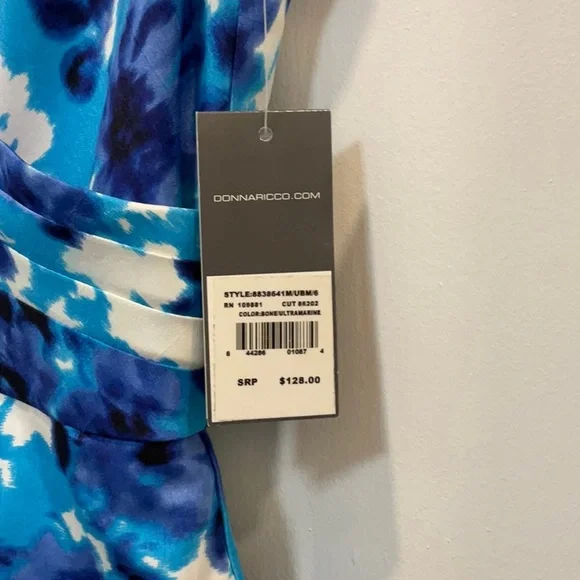 DONNARICCO.COM
STYLE:8838641M/UBM/6
RN 109881 CUT 8K202
COLOR:BONE/ULTRAMARINE
6 44286 01087 4
SRP $128.00